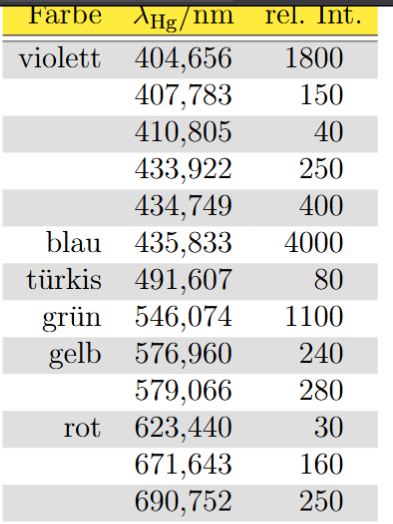 Farbe λHg/nm rel. Int.
violett 404,656 1800
407,783 150
410,805 40
433,922 250
434,749 400
blau 435,833 4000
türkis 491,607 80
grün 546,074 1100
gelb 576,960 240
579,066 280
rot 623,440 30
671,643 160
690,752 250